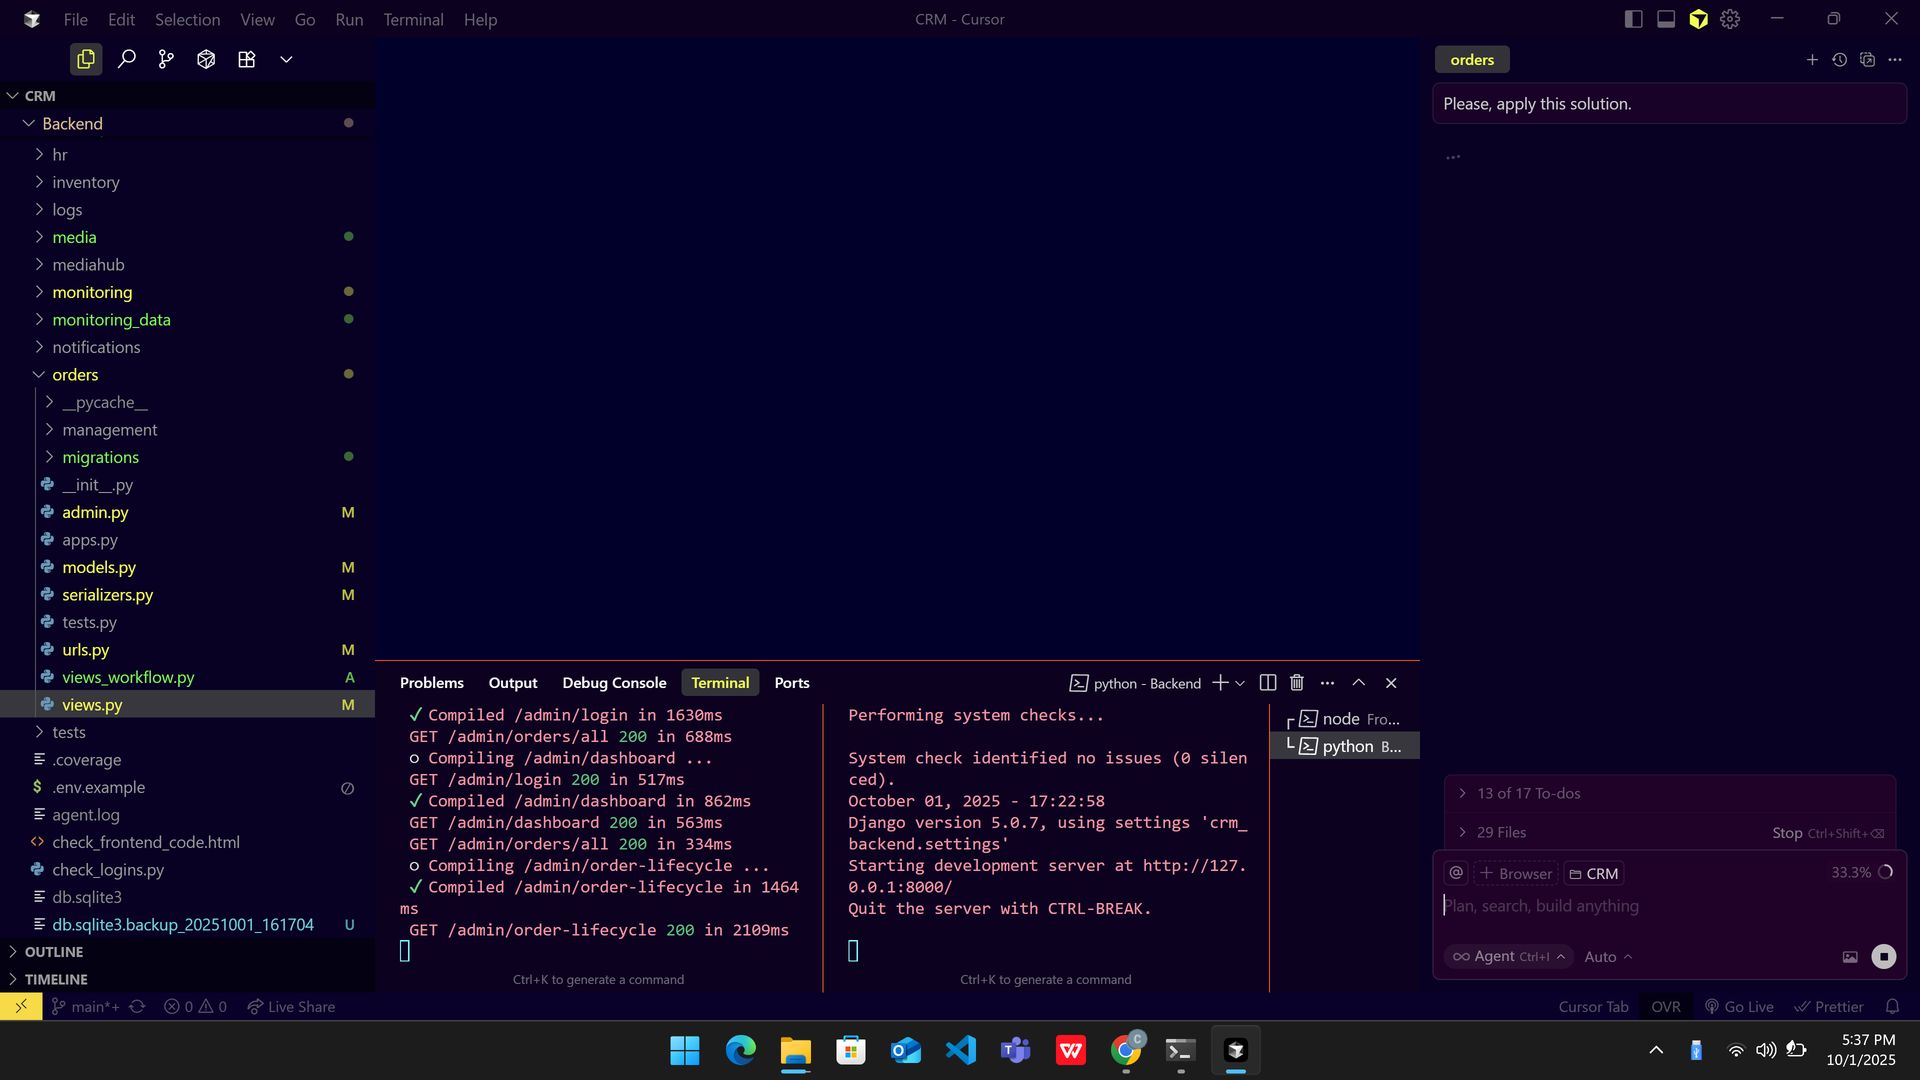 File Edit Selection View Go Run Terminal Help
CRM - Cursor
CRM
Backend
hr
inventory
logs
media
mediahub
monitoring
monitoring_data
notifications
orders
__pycache__
management
migrations
__init__.py
admin.py M
apps.py
models.py M
serializers.py M
tests.py
urls.py M
views_workflow.py A
views.py M
tests
.coverage
$ .env.example
agent.log
check_frontend_code.html
check_logins.py
db.sqlite3
db.sqlite3.backup_20251001_161704 U
OUTLINE
TIMELINE
Problems Output Debug Console Terminal Ports
python - Backend
✓ Compiled /admin/login in 1630ms
GET /admin/orders/all 200 in 688ms
○ Compiling /admin/dashboard ...
GET /admin/login 200 in 517ms
✓ Compiled /admin/dashboard in 862ms
GET /admin/dashboard 200 in 563ms
GET /admin/orders/all 200 in 334ms
○ Compiling /admin/order-lifecycle ...
✓ Compiled /admin/order-lifecycle in 1464
ms
GET /admin/order-lifecycle 200 in 2109ms
Ctrl+K to generate a command
Performing system checks...
System check identified no issues (0 silen
ced).
October 01, 2025 - 17:22:58
Django version 5.0.7, using settings 'crm_
backend.settings'
Starting development server at http://127.
0.0.1:8000/
Quit the server with CTRL-BREAK.
Ctrl+K to generate a command
node Fro...
python B...
orders
Please, apply this solution.
...
13 of 17 To-dos
29 Files Stop Ctrl+Shift+⌫
@ + Browser CRM 33.3%
Plan, search, build anything
∞ Agent Ctrl+I Auto
main*+ 0 0 Live Share
Cursor Tab OVR Go Live Prettier
C
5:37 PM
10/1/2025